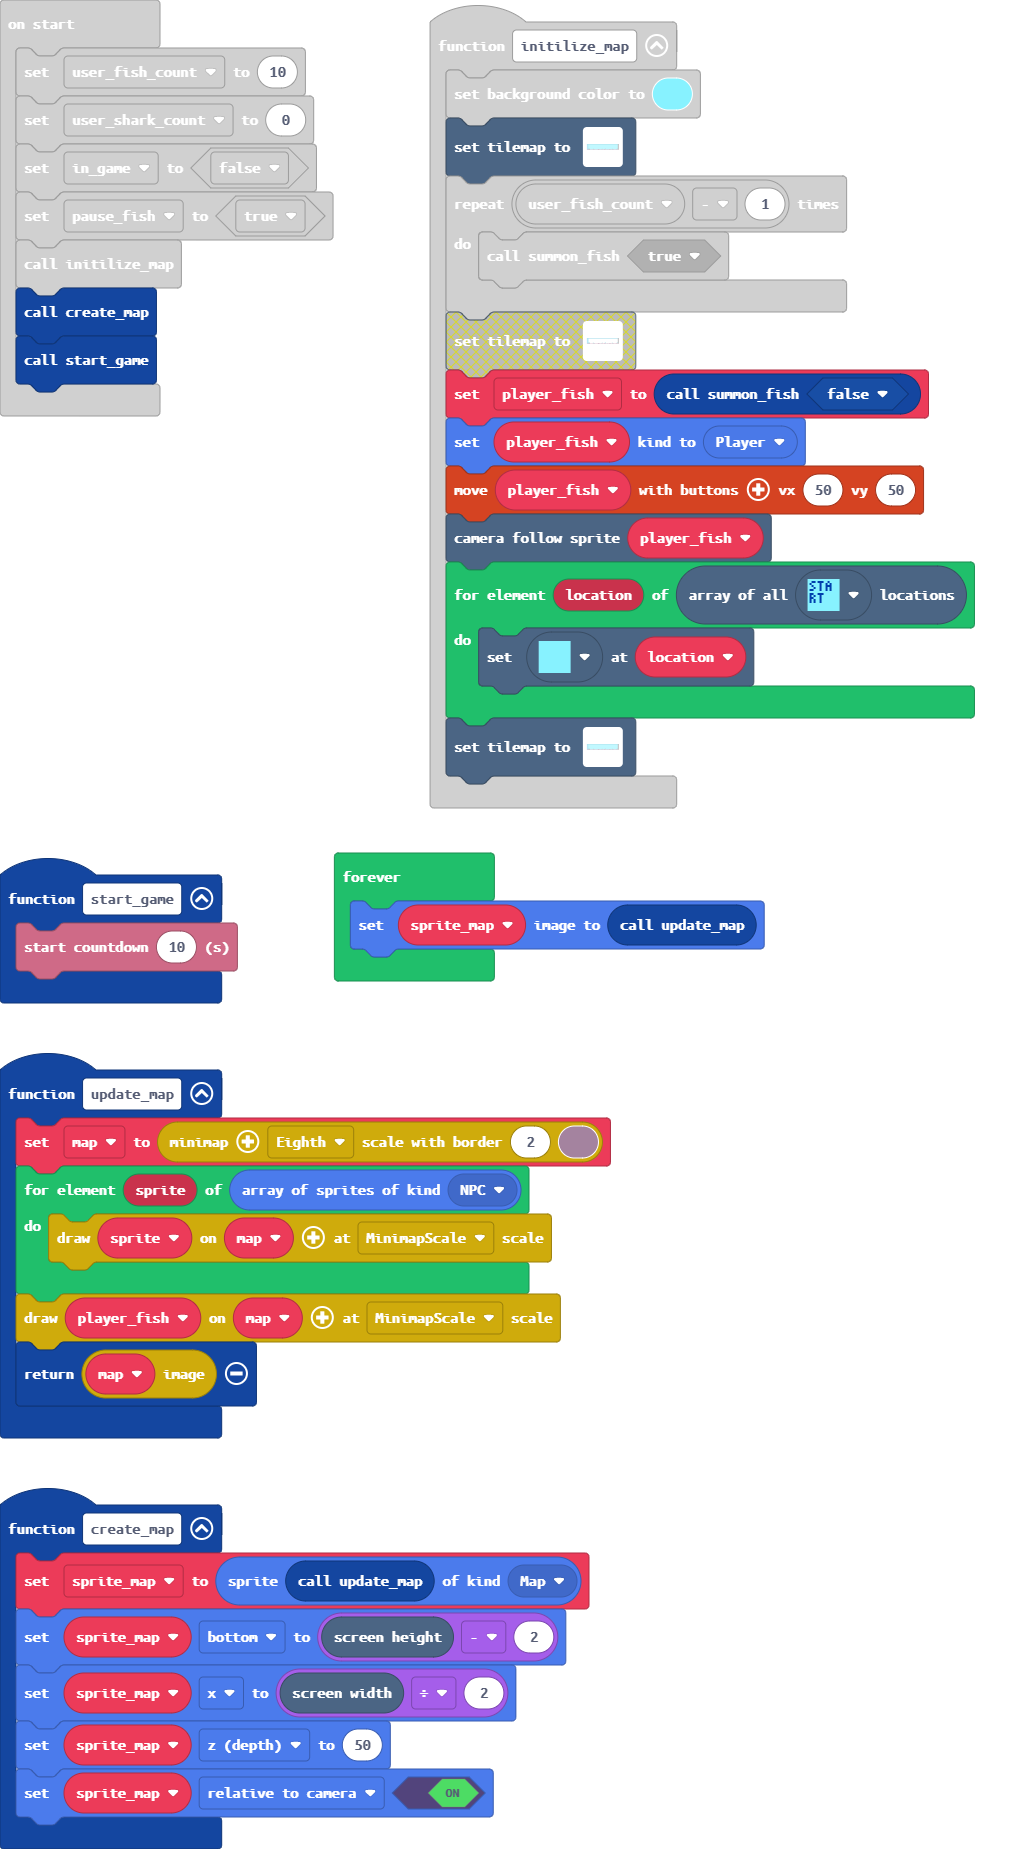 on start
set user_fish_count to 10
set user_shark_count to 0
set in_game to false
set pause_fish to true
call initilize_map
call create_map
call start_game
function initilize_map
set background color to
set tilemap to
repeat user_fish_count - 1 times
do call summon_fish true
set tilemap to
set player_fish to call summon_fish false
set player_fish kind to Player
move player_fish with buttons vx 50 vy 50
camera follow sprite player_fish
for element location of array of all STA RT locations
do set at location
set tilemap to
function start_game
start countdown 10 (s)
forever
set sprite_map image to call update_map
function update_map
set map to minimap Eighth scale with border 2
for element sprite of array of sprites of kind NPC
do draw sprite on map at MinimapScale scale
draw player_fish on map at MinimapScale scale
return map image
function create_map
set sprite_map to sprite call update_map of kind Map
set sprite_map bottom to screen height - 2
set sprite_map x to screen width ÷ 2
set sprite_map z (depth) to 50
set sprite_map relative to camera ON